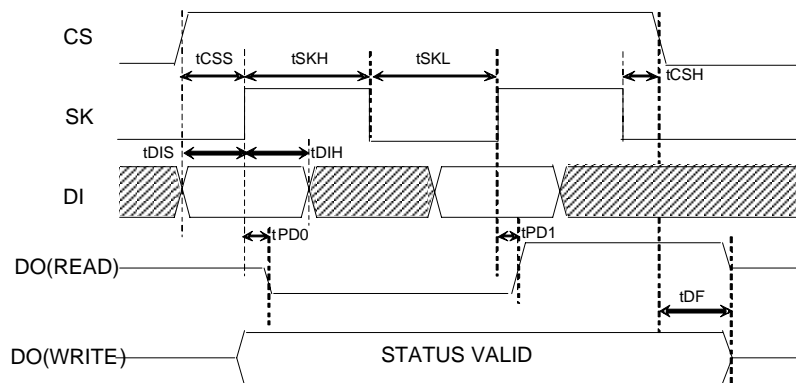 CS
tCSS tSKH tSKL tCSH
SK
tDIS tDIH
DI
tPD0 tPD1
DO(READ)
tDF
DO(WRITE) STATUS VALID